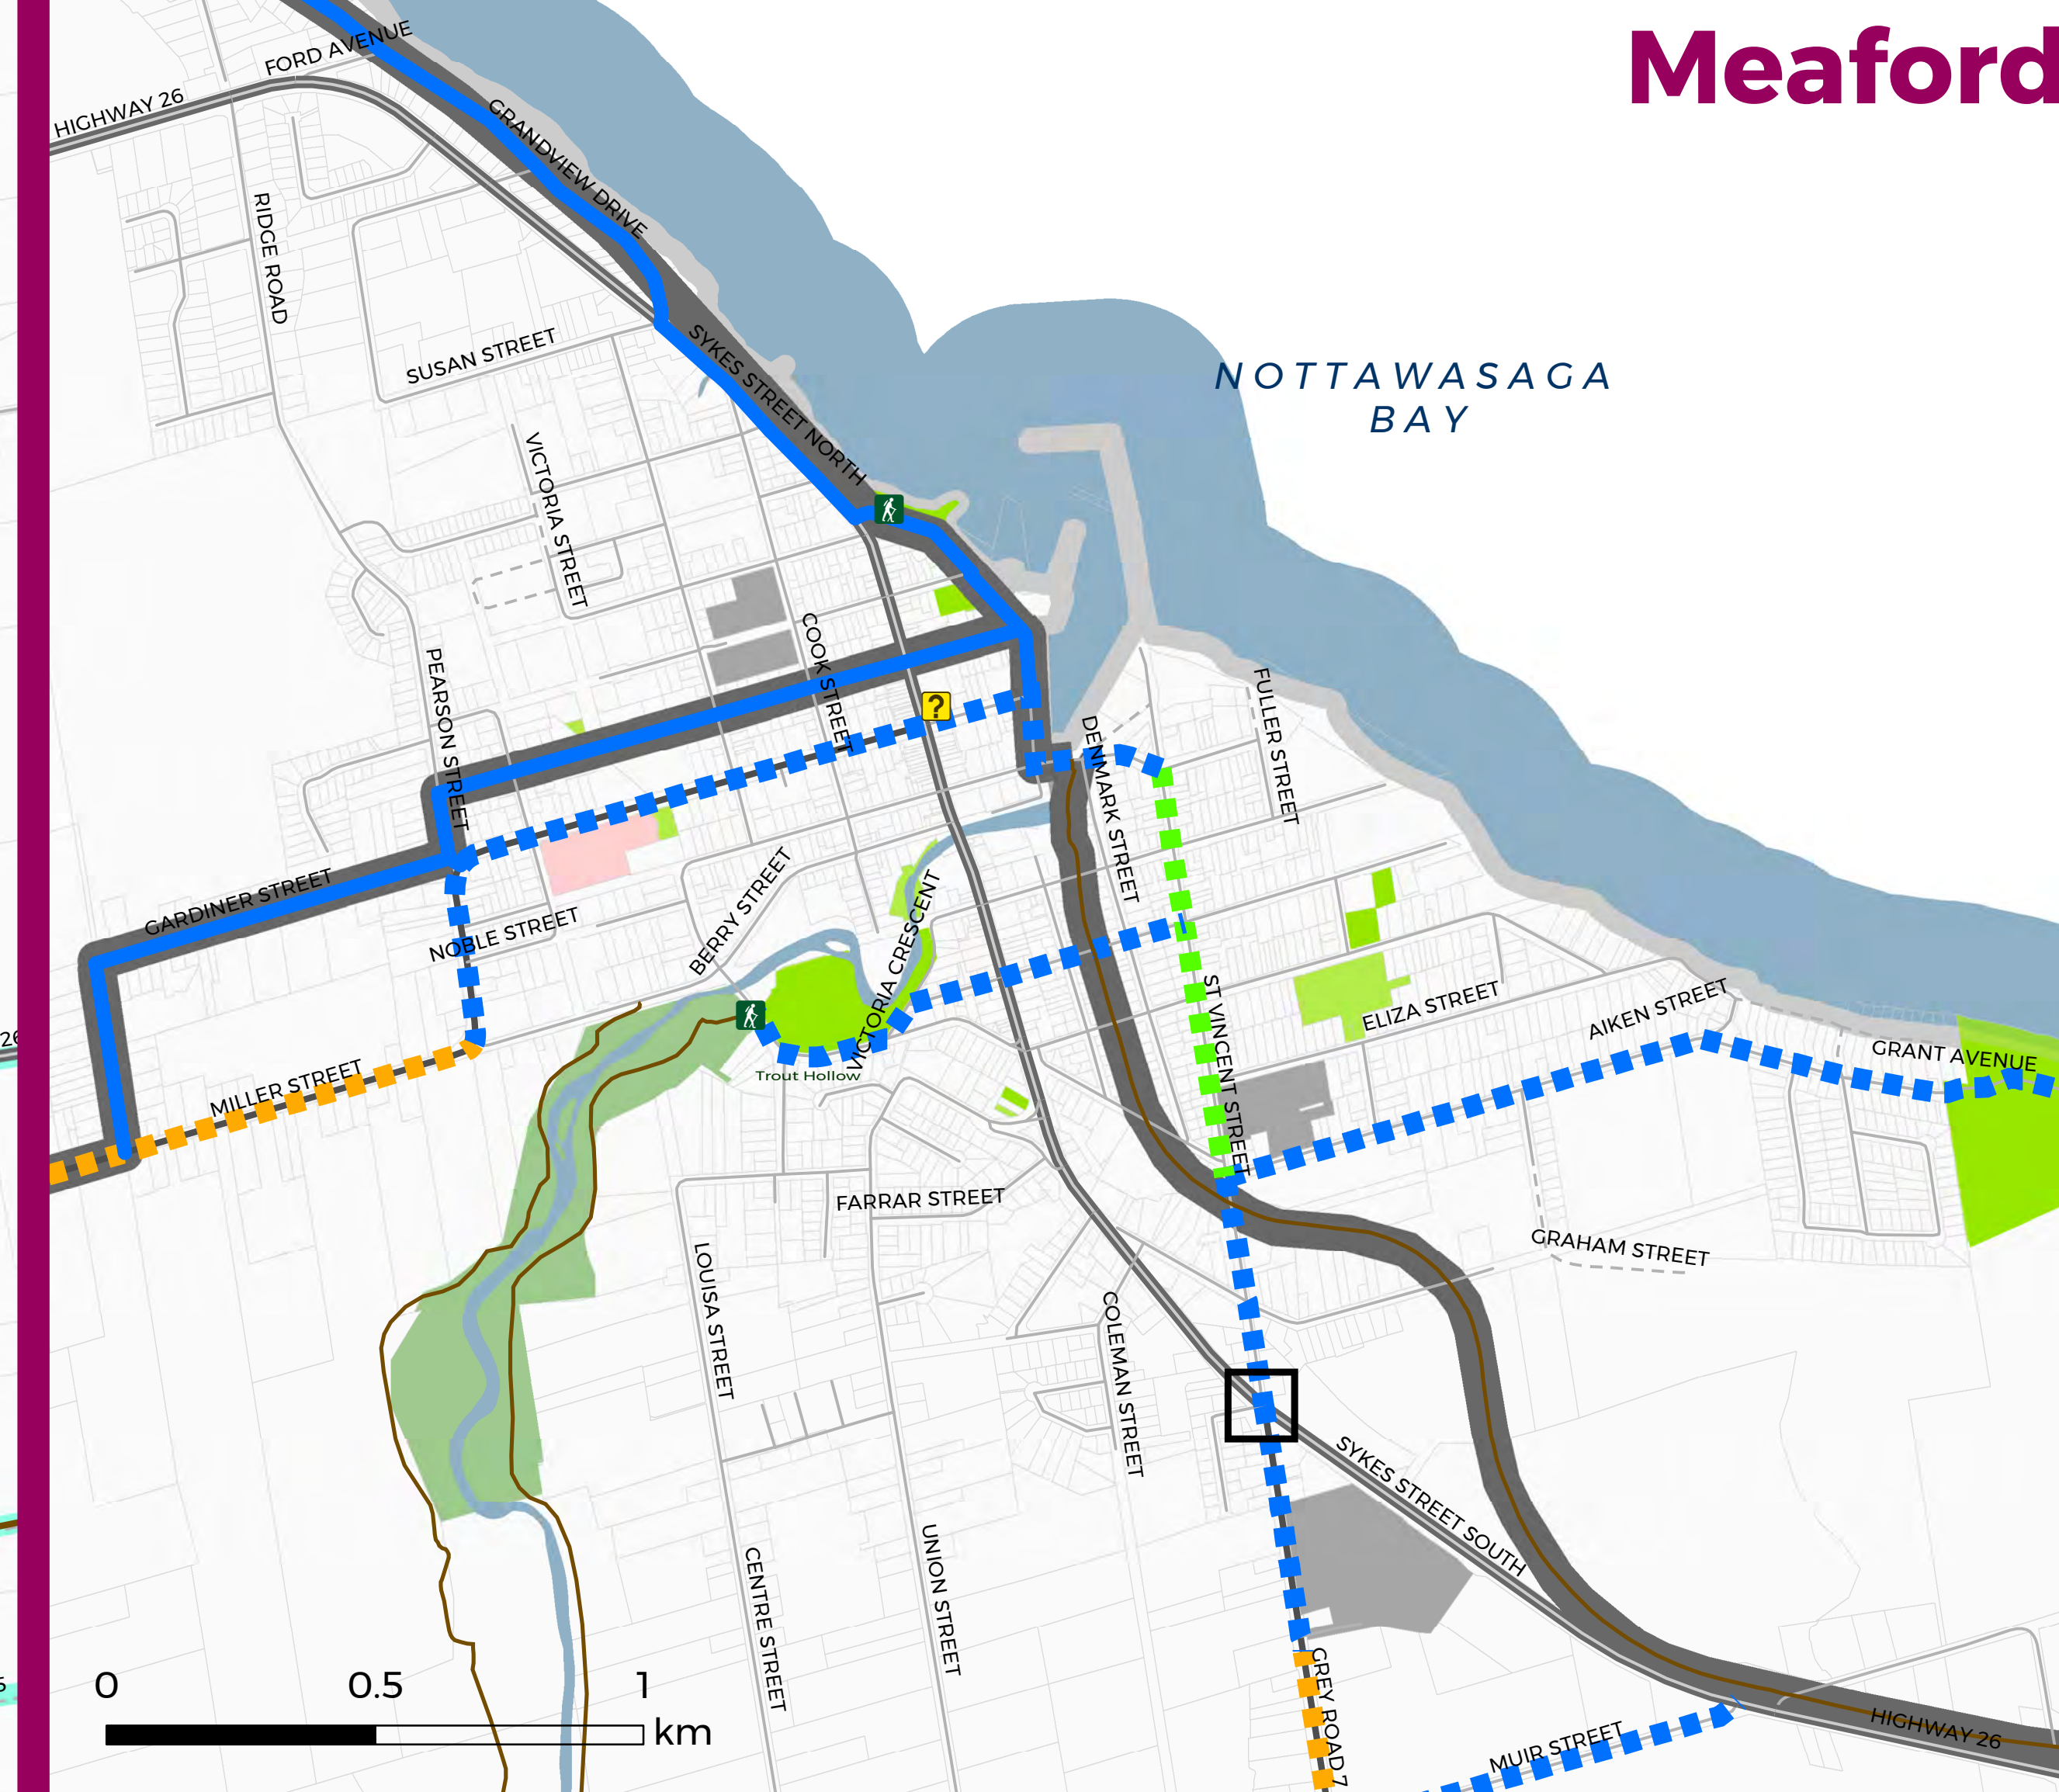 Meaford
FORD AVENUE
HIGHWAY 26
GRANDVIEW DRIVE
RIDGE ROAD
SUSAN STREET
SYKES STREET NORTH
NOTTAWASAGA
BAY
VICTORIA STREET
COOK STREET
PEARSON STREET
?
FULLER STREET
DENMARK STREET
GARDINER STREET
NOBLE STREET
BERRY STREET
VICTORIA CRESCENT
ST VINCENT STREET
ELIZA STREET
AIKEN STREET
GRANT AVENUE
26
MILLER STREET
Trout Hollow
FARRAR STREET
GRAHAM STREET
LOUISA STREET
COLEMAN STREET
SYKES STREET SOUTH
UNION STREET
CENTRE STREET
GREY ROAD 7
0 0.5 1
km
HIGHWAY 26
MUIR STREET